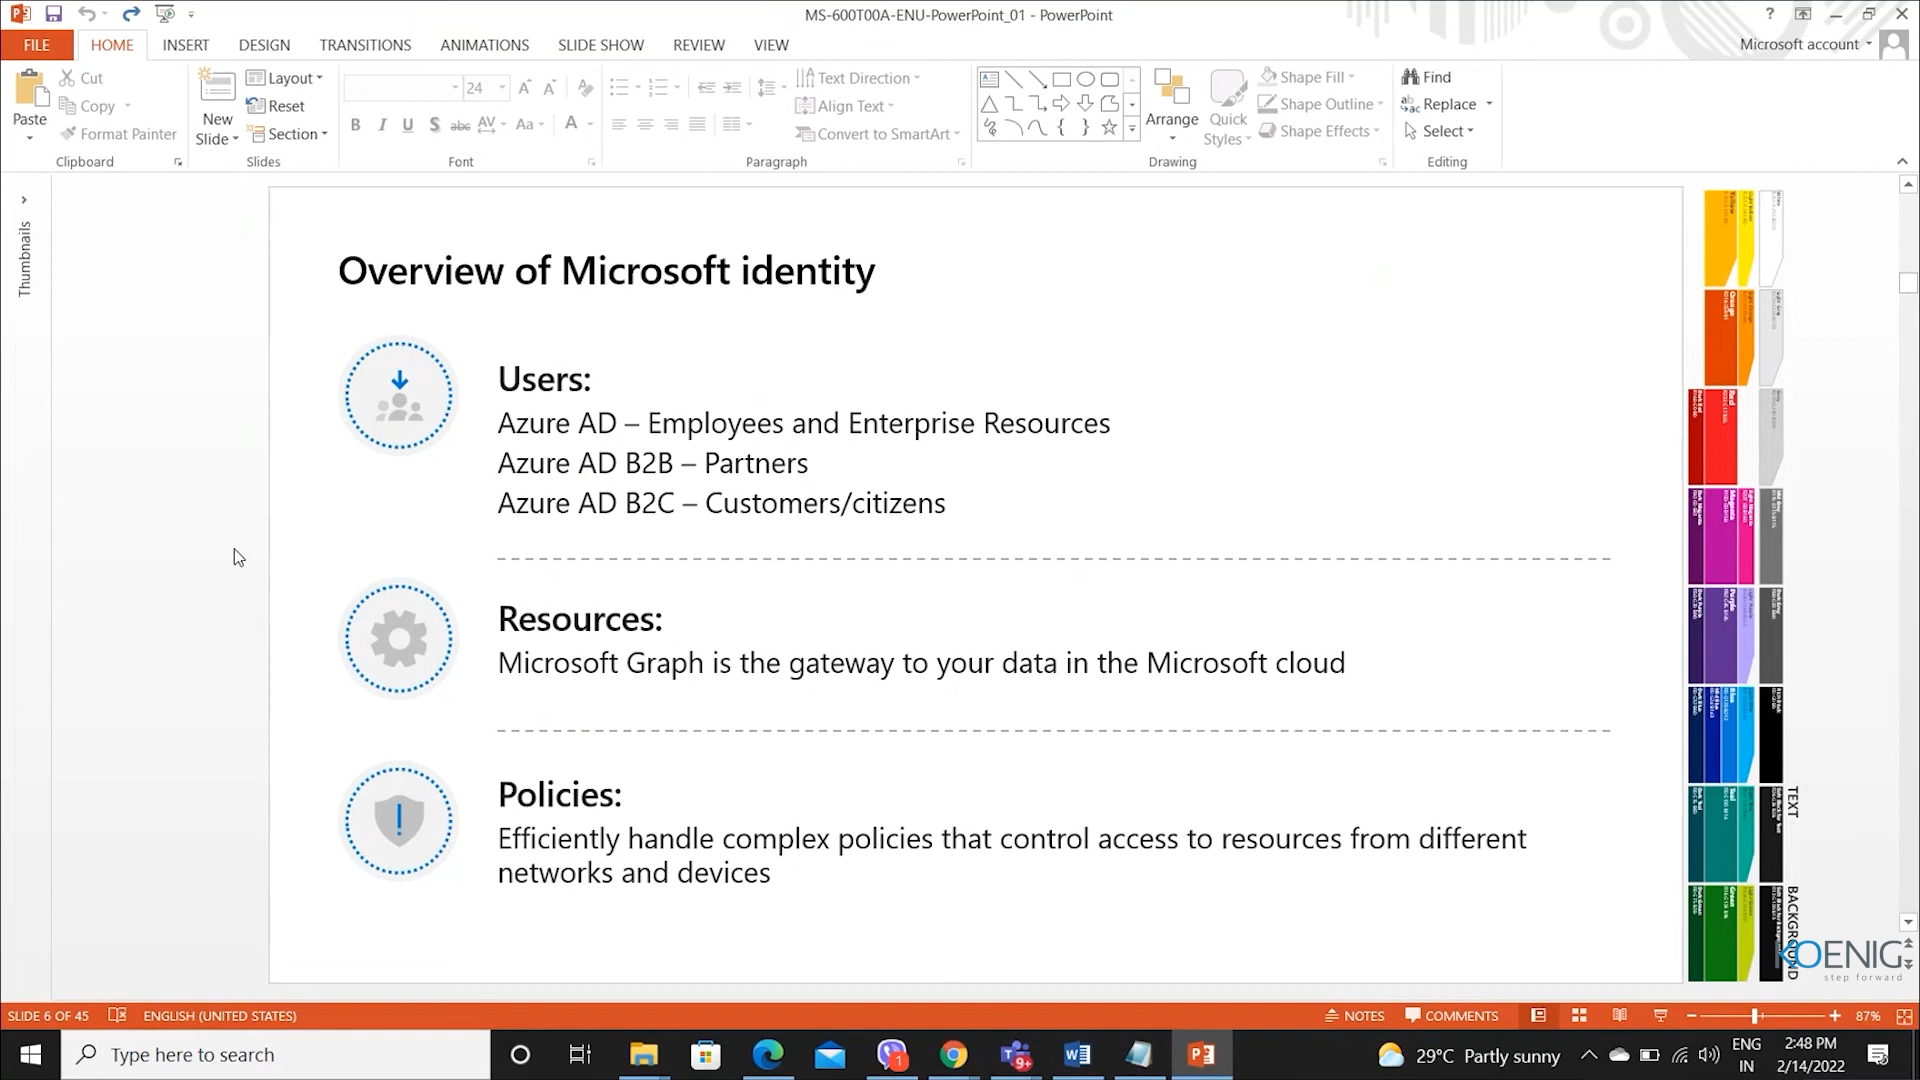 MS-600T00A-ENU-PowerPoint_01 - PowerPoint
FILE
HOME
INSERT
DESIGN
TRANSITIONS
ANIMATIONS
SLIDE SHOW
REVIEW
VIEW
Microsoft account
Paste
Cut
Copy
Format Painter
Clipboard
New
Slide
Layout
Reset
Section
Slides
24
Font
Text Direction
Align Text
Convert to SmartArt
Paragraph
Arrange
Quick
Styles
Shape Fill
Shape Outline
Shape Effects
Drawing
Find
Replace
Select
Editing
Thumbnails
Overview of Microsoft identity
Users:
Azure AD – Employees and Enterprise Resources
Azure AD B2B – Partners
Azure AD B2C – Customers/citizens
Resources:
Microsoft Graph is the gateway to your data in the Microsoft cloud
Policies:
Efficiently handle complex policies that control access to resources from different
networks and devices
TEXT
BACKGROUND
KOENIG
step forward
SLIDE 6 OF 45
ENGLISH (UNITED STATES)
NOTES
COMMENTS
87%
Type here to search
29°C Partly sunny
ENG
IN
2:48 PM
2/14/2022